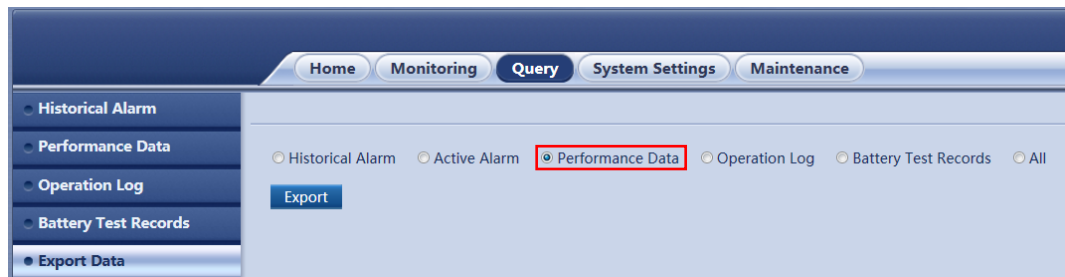 Home Monitoring Query System Settings Maintenance
Historical Alarm
Performance Data
Operation Log
Battery Test Records
Export Data
Historical Alarm Active Alarm Performance Data Operation Log Battery Test Records All
Export